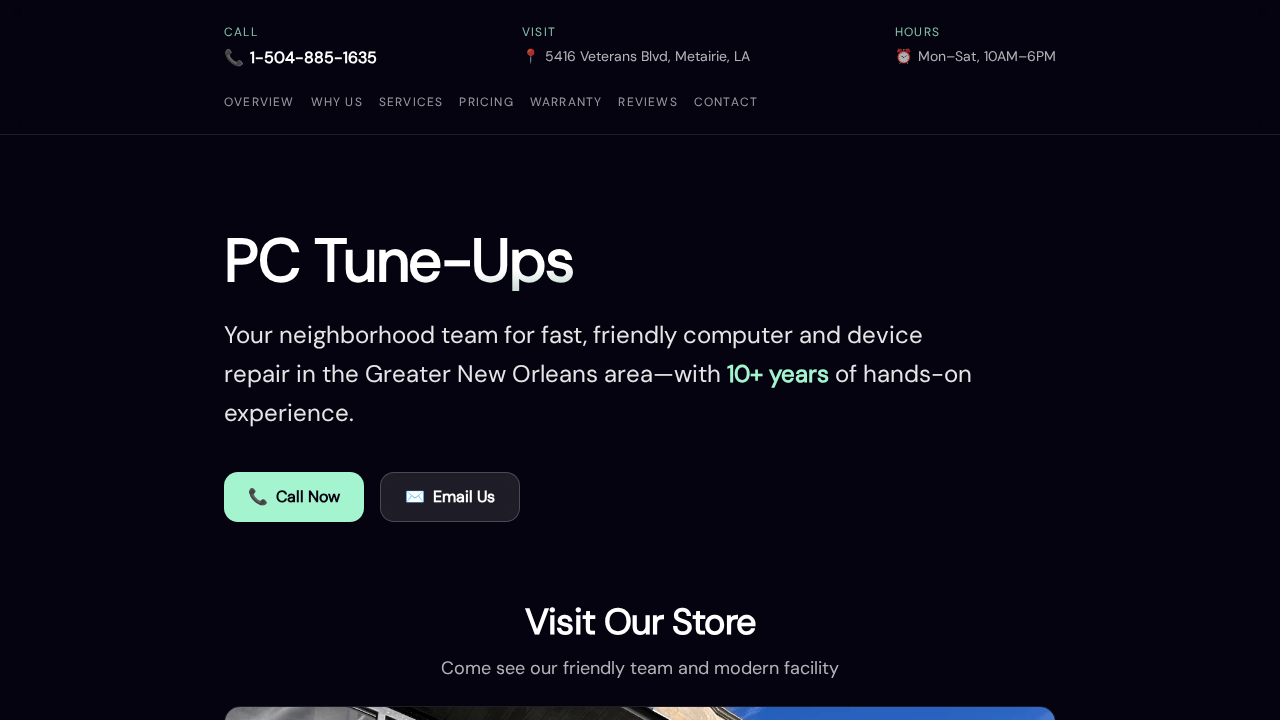 CALL
📞 1-504-885-1635
VISIT
📍 5416 Veterans Blvd, Metairie, LA
HOURS
⏰ Mon–Sat, 10AM–6PM
OVERVIEW WHY US SERVICES PRICING WARRANTY REVIEWS CONTACT
PC Tune-Ups
Your neighborhood team for fast, friendly computer and device
repair in the Greater New Orleans area—with 10+ years of hands-on
experience.
📞 Call Now
✉️ Email Us
Visit Our Store
Come see our friendly team and modern facility